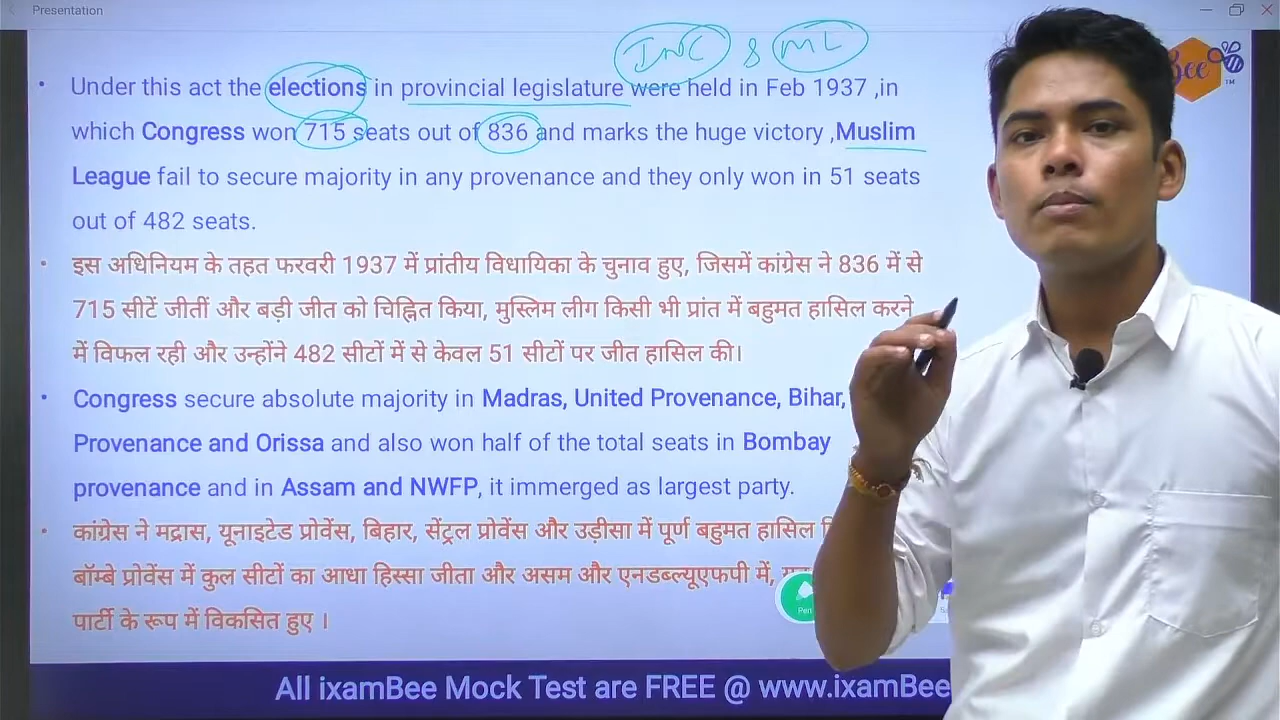 Presentation
INC & ML
Bee
TM
• Under this act the elections in provincial legislature were held in Feb 1937 ,in
which Congress won 715 seats out of 836 and marks the huge victory ,Muslim
League fail to secure majority in any provenance and they only won in 51 seats
out of 482 seats.
• इस अधिनियम के तहत फरवरी 1937 में प्रांतीय विधायिका के चुनाव हुए, जिसमें कांग्रेस ने 836 में से
715 सीटें जीतीं और बड़ी जीत को चिह्नित किया, मुस्लिम लीग किसी भी प्रांत में बहुमत हासिल करने
में विफल रही और उन्होंने 482 सीटों में से केवल 51 सीटों पर जीत हासिल की।
• Congress secure absolute majority in Madras, United Provenance, Bihar,
Provenance and Orissa and also won half of the total seats in Bombay
provenance and in Assam and NWFP, it immerged as largest party.
• कांग्रेस ने मद्रास, यूनाइटेड प्रोवेंस, बिहार, सेंट्रल प्रोवेंस और उड़ीसा में पूर्ण बहुमत हासिल
बॉम्बे प्रोवेंस में कुल सीटों का आधा हिस्सा जीता और असम और एनडब्ल्यूएफपी में,
पार्टी के रूप में विकसित हुए ।
Pen
All ixamBee Mock Test are FREE @ www.ixamBee